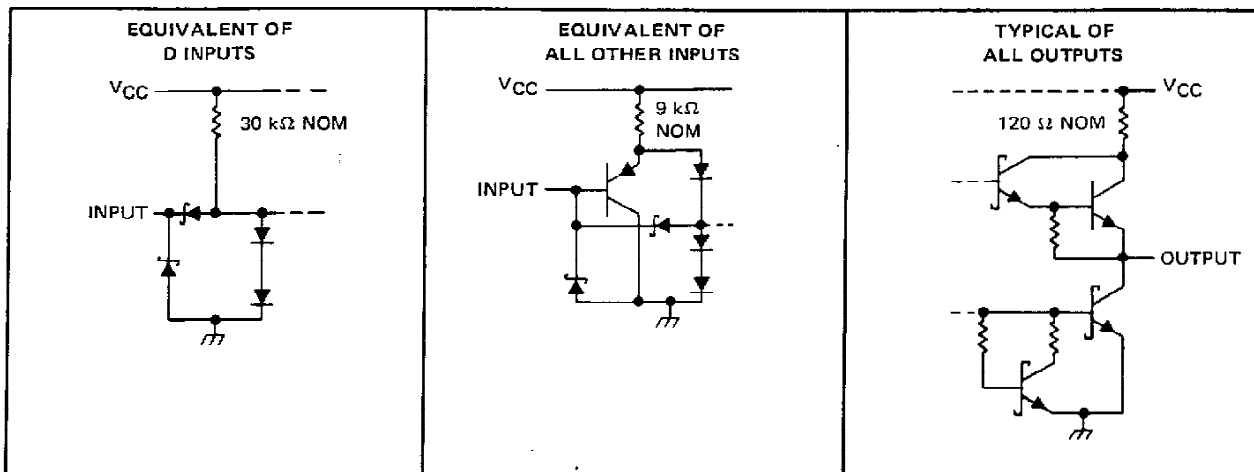 EQUIVALENT OF
D INPUTS
VCC
30 kΩ NOM
INPUT
EQUIVALENT OF
ALL OTHER INPUTS
VCC
9 kΩ
NOM
INPUT
TYPICAL OF
ALL OUTPUTS
VCC
120 Ω NOM
OUTPUT